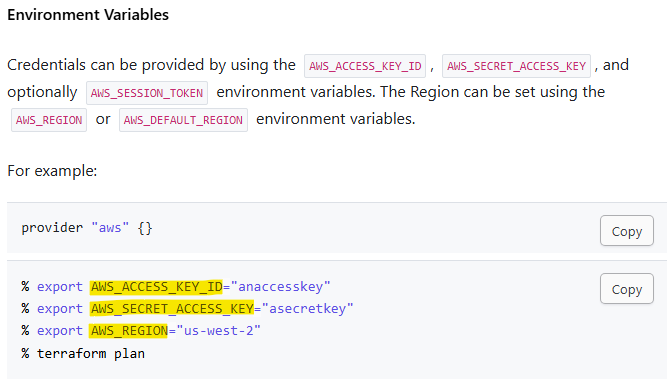 Environment Variables
Credentials can be provided by using the AWS_ACCESS_KEY_ID , AWS_SECRET_ACCESS_KEY , and
optionally AWS_SESSION_TOKEN environment variables. The Region can be set using the
AWS_REGION or AWS_DEFAULT_REGION environment variables.
For example:
provider "aws" {}
Copy
% export AWS_ACCESS_KEY_ID="anaccesskey"
Copy
% export AWS_SECRET_ACCESS_KEY="asecretkey"
% export AWS_REGION="us-west-2"
% terraform plan